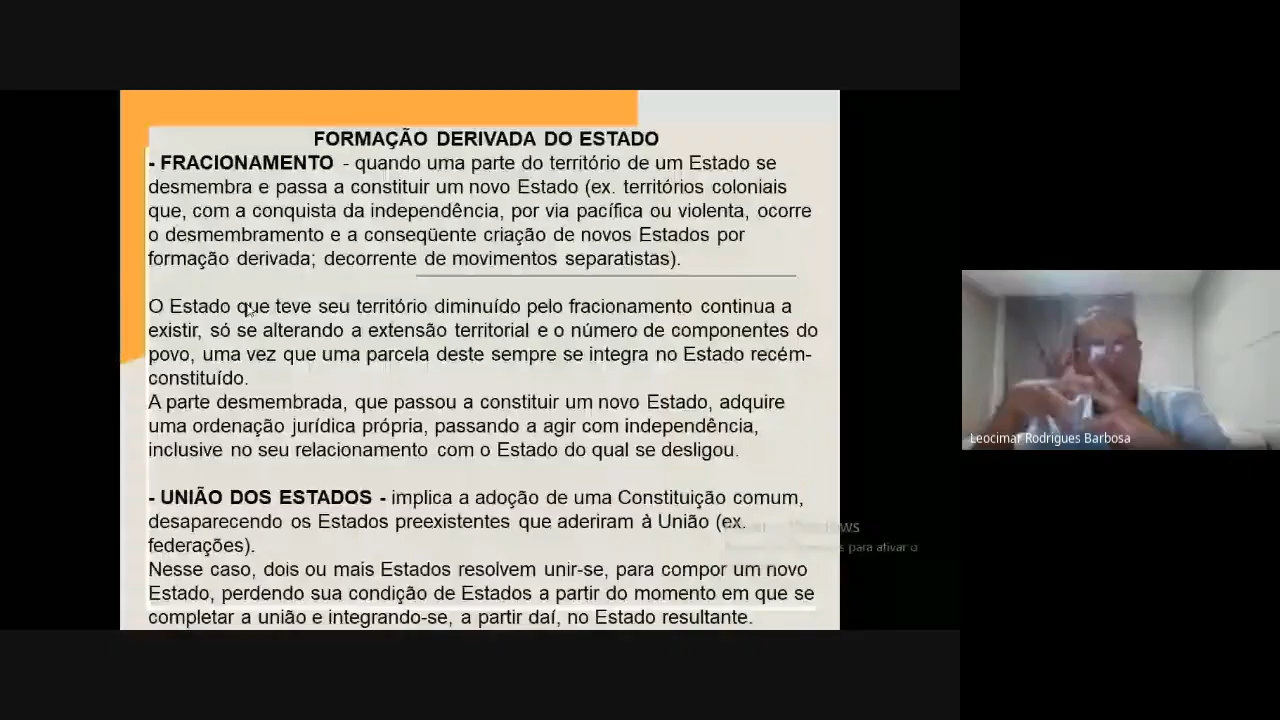 FORMAÇÃO DERIVADA DO ESTADO
- FRACIONAMENTO - quando uma parte do território de um Estado se
desmembra e passa a constituir um novo Estado (ex. territórios coloniais
que, com a conquista da independência, por via pacífica ou violenta, ocorre
o desmembramento e a conseqüente criação de novos Estados por
formação derivada; decorrente de movimentos separatistas).
O Estado que teve seu território diminuído pelo fracionamento continua a
existir, só se alterando a extensão territorial e o número de componentes do
povo, uma vez que uma parcela deste sempre se integra no Estado recém-
constituído.
A parte desmembrada, que passou a constituir um novo Estado, adquire
uma ordenação jurídica própria, passando a agir com independência,
inclusive no seu relacionamento com o Estado do qual se desligou.
- UNIÃO DOS ESTADOS - implica a adoção de uma Constituição comum,
desaparecendo os Estados preexistentes que aderiram à União (ex.
federações).
Nesse caso, dois ou mais Estados resolvem unir-se, para compor um novo
Estado, perdendo sua condição de Estados a partir do momento em que se
completar a união e integrando-se, a partir daí, no Estado resultante.
para ativar o
Leocimar Rodrigues Barbosa